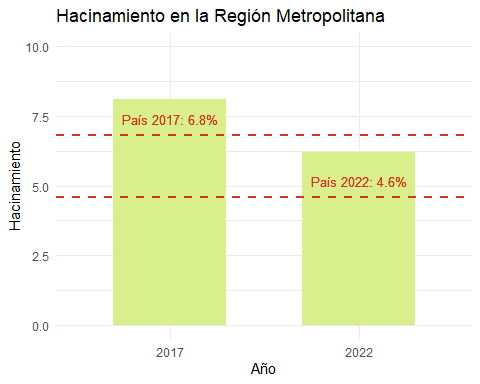 Hacinamiento en la Región Metropolitana
10.0
7.5
5.0
2.5
0.0
Hacinamiento
País 2017: 6.8%
País 2022: 4.6%
2017
2022
Año